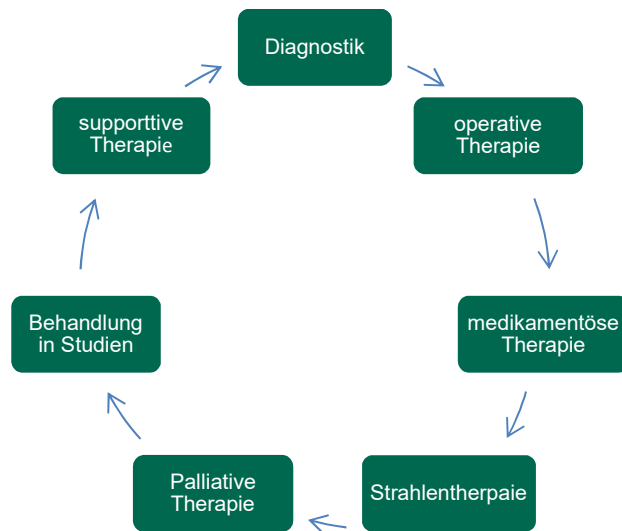 Diagnostik
operative
Therapie
medikamentöse
Therapie
Strahlentherpaie
Palliative
Therapie
Behandlung
in Studien
supporttive
Therapie